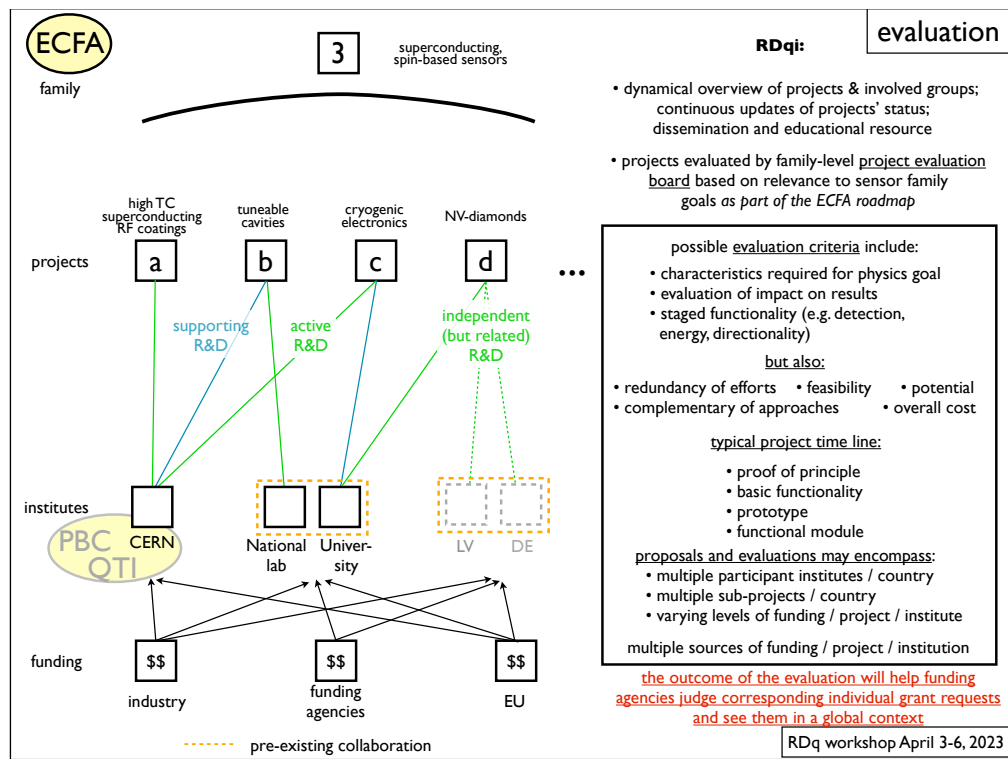 ECFA
family
3
superconducting,
spin-based sensors
evaluation
RDqi:
• dynamical overview of projects & involved groups;
continuous updates of projects' status;
dissemination and educational resource
• projects evaluated by family-level project evaluation
board based on relevance to sensor family
goals as part of the ECFA roadmap
high TC
superconducting
RF coatings
tuneable
cavities
cryogenic
electronics
NV-diamonds
projects
a
b
c
d
...
supporting
R&D
active
R&D
independent
(but related)
R&D
institutes
PBC
QTI
CERN
National
lab
Univer-
sity
LV
DE
funding
$$
$$
$$
industry
funding
agencies
EU
pre-existing collaboration
possible evaluation criteria include:
• characteristics required for physics goal
• evaluation of impact on results
• staged functionality (e.g. detection,
energy, directionality)
but also:
• redundancy of efforts • feasibility • potential
• complementary of approaches • overall cost
typical project time line:
• proof of principle
• basic functionality
• prototype
• functional module
proposals and evaluations may encompass:
• multiple participant institutes / country
• multiple sub-projects / country
• varying levels of funding / project / institute
multiple sources of funding / project / institution
the outcome of the evaluation will help funding
agencies judge corresponding individual grant requests
and see them in a global context
RDq workshop April 3-6, 2023